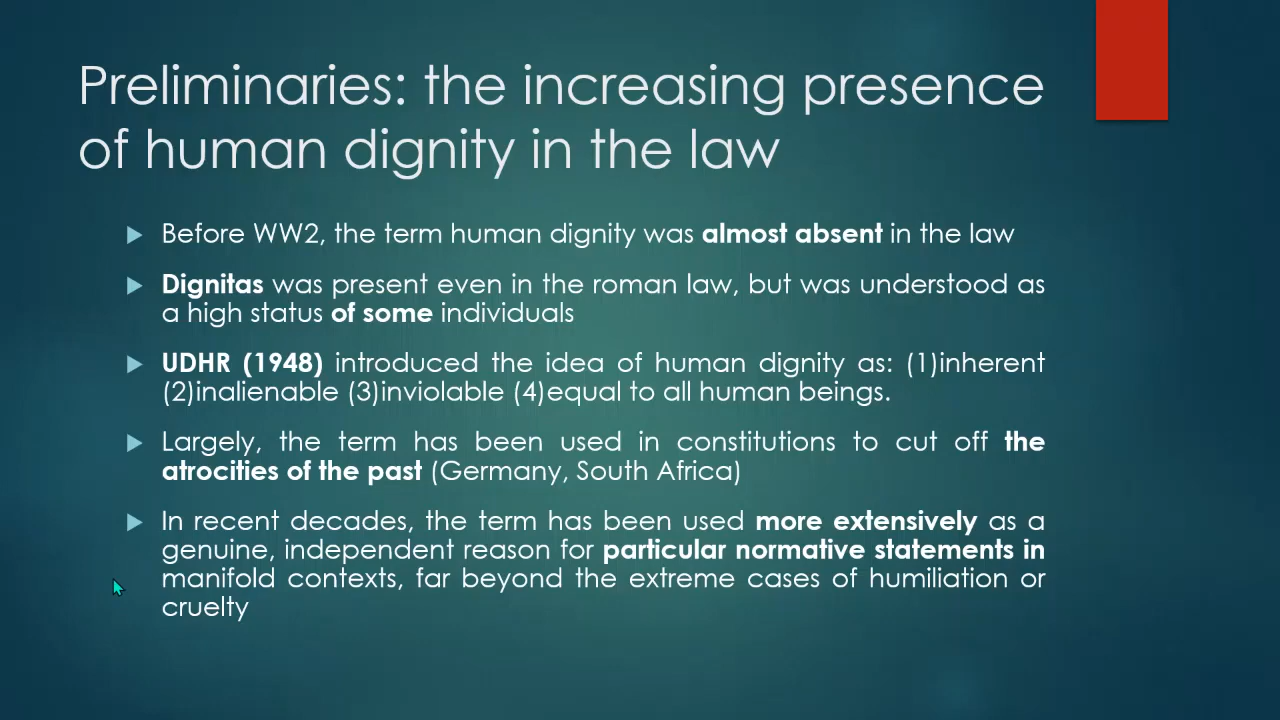 Preliminaries: the increasing presence
of human dignity in the law
Before WW2, the term human dignity was almost absent in the law
Dignitas was present even in the roman law, but was understood as
a high status of some individuals
UDHR (1948) introduced the idea of human dignity as: (1)inherent
(2)inalienable (3)inviolable (4)equal to all human beings.
Largely, the term has been used in constitutions to cut off the
atrocities of the past (Germany, South Africa)
In recent decades, the term has been used more extensively as a
genuine, independent reason for particular normative statements in
manifold contexts, far beyond the extreme cases of humiliation or
cruelty